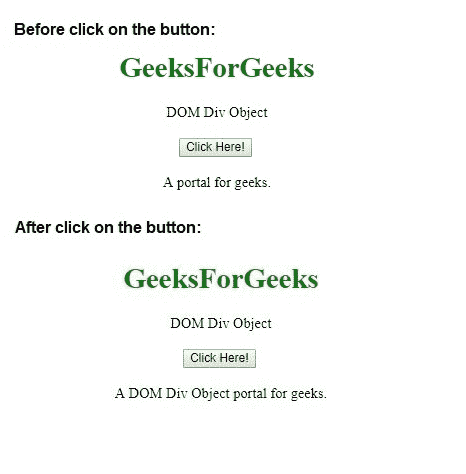 Before click on the button:
GeeksForGeeks
DOM Div Object
Click Here!
A portal for geeks.
After click on the button:
GeeksForGeeks
DOM Div Object
Click Here!
A DOM Div Object portal for geeks.